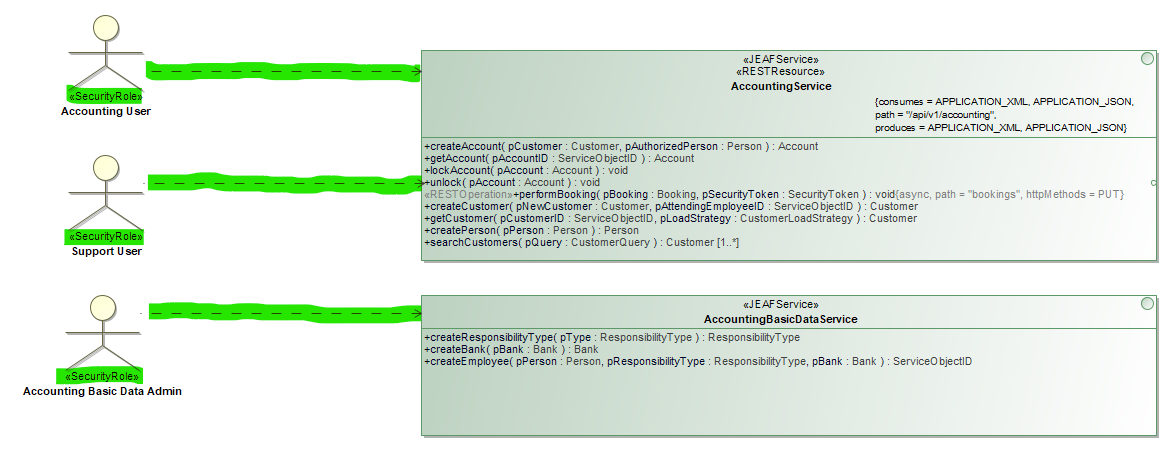 «SecurityRole»
Accounting User
«SecurityRole»
Support User
«SecurityRole»
Accounting Basic Data Admin
«JEAFService»
«RESTResource»
AccountingService
{consumes = APPLICATION_XML, APPLICATION_JSON,
path = "/api/v1/accounting",
produces = APPLICATION_XML, APPLICATION_JSON}
+createAccount( pCustomer : Customer, pAuthorizedPerson : Person ) : Account
+getAccount( pAccountID : ServiceObjectID ) : Account
+lockAccount( pAccount : Account ) : void
+unlock( pAccount : Account ) : void
«RESTOperation»+performBooking( pBooking : Booking, pSecurityToken : SecurityToken ) : void{async, path = "bookings", httpMethods = PUT}
+createCustomer( pNewCustomer : Customer, pAttendingEmployeeID : ServiceObjectID ) : Customer
+getCustomer( pCustomerID : ServiceObjectID, pLoadStrategy : CustomerLoadStrategy ) : Customer
+createPerson( pPerson : Person ) : Person
+searchCustomers( pQuery : CustomerQuery ) : Customer [1..*]
«JEAFService»
AccountingBasicDataService
+createResponsibilityType( pType : ResponsibilityType ) : ResponsibilityType
+createBank( pBank : Bank ) : Bank
+createEmployee( pPerson : Person, pResponsibilityType : ResponsibilityType, pBank : Bank ) : ServiceObjectID